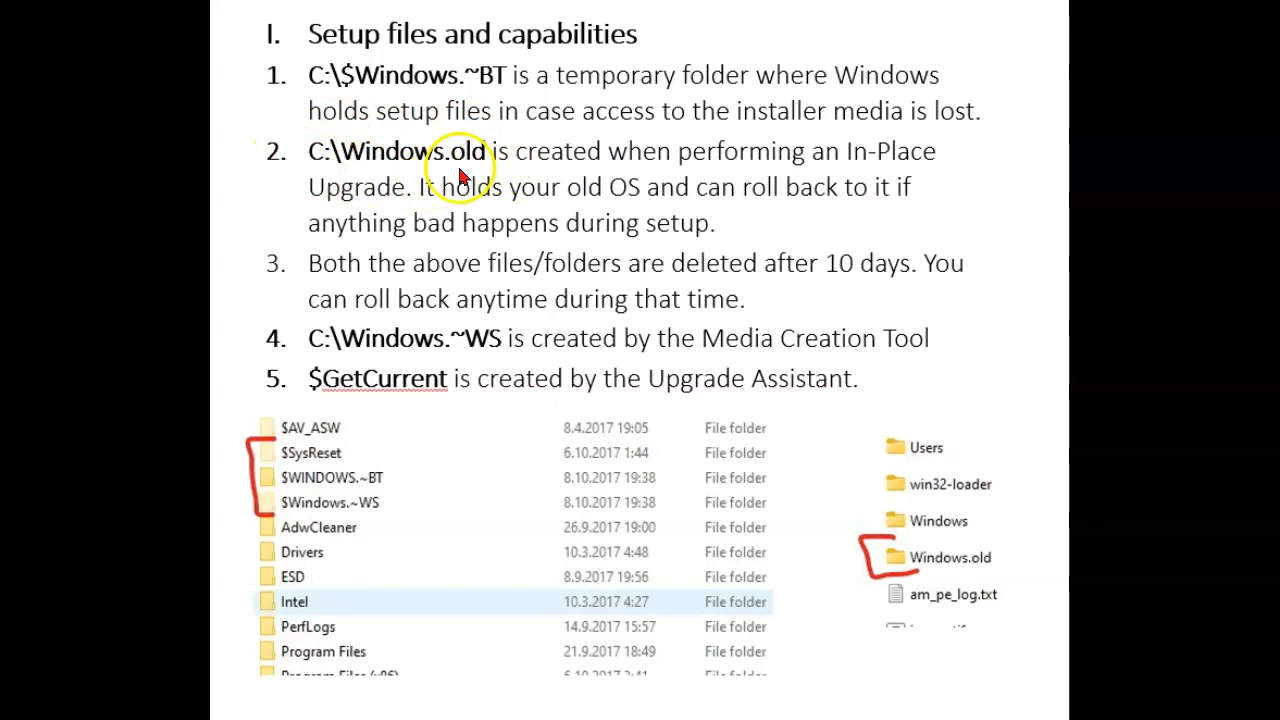 I. Setup files and capabilities
1. C:\$Windows.~BT is a temporary folder where Windows
holds setup files in case access to the installer media is lost.
2. C:\Windows.old is created when performing an In-Place
Upgrade. It holds your old OS and can roll back to it if
anything bad happens during setup.
3. Both the above files/folders are deleted after 10 days. You
can roll back anytime during that time.
4. C:\Windows.~WS is created by the Media Creation Tool
5. $GetCurrent is created by the Upgrade Assistant.
$AV_ASW 8.4.2017 19:05 File folder
$SysReset 6.10.2017 1:44 File folder
$WINDOWS.~BT 8.10.2017 19:38 File folder
$Windows.~WS 8.10.2017 19:38 File folder
AdwCleaner 26.9.2017 19:00 File folder
Drivers 10.3.2017 4:48 File folder
ESD 8.9.2017 19:56 File folder
Intel 10.3.2017 4:27 File folder
PerfLogs 14.9.2017 15:57 File folder
Program Files 21.9.2017 18:49 File folder
Users
win32-loader
Windows
Windows.old
am_pe_log.txt